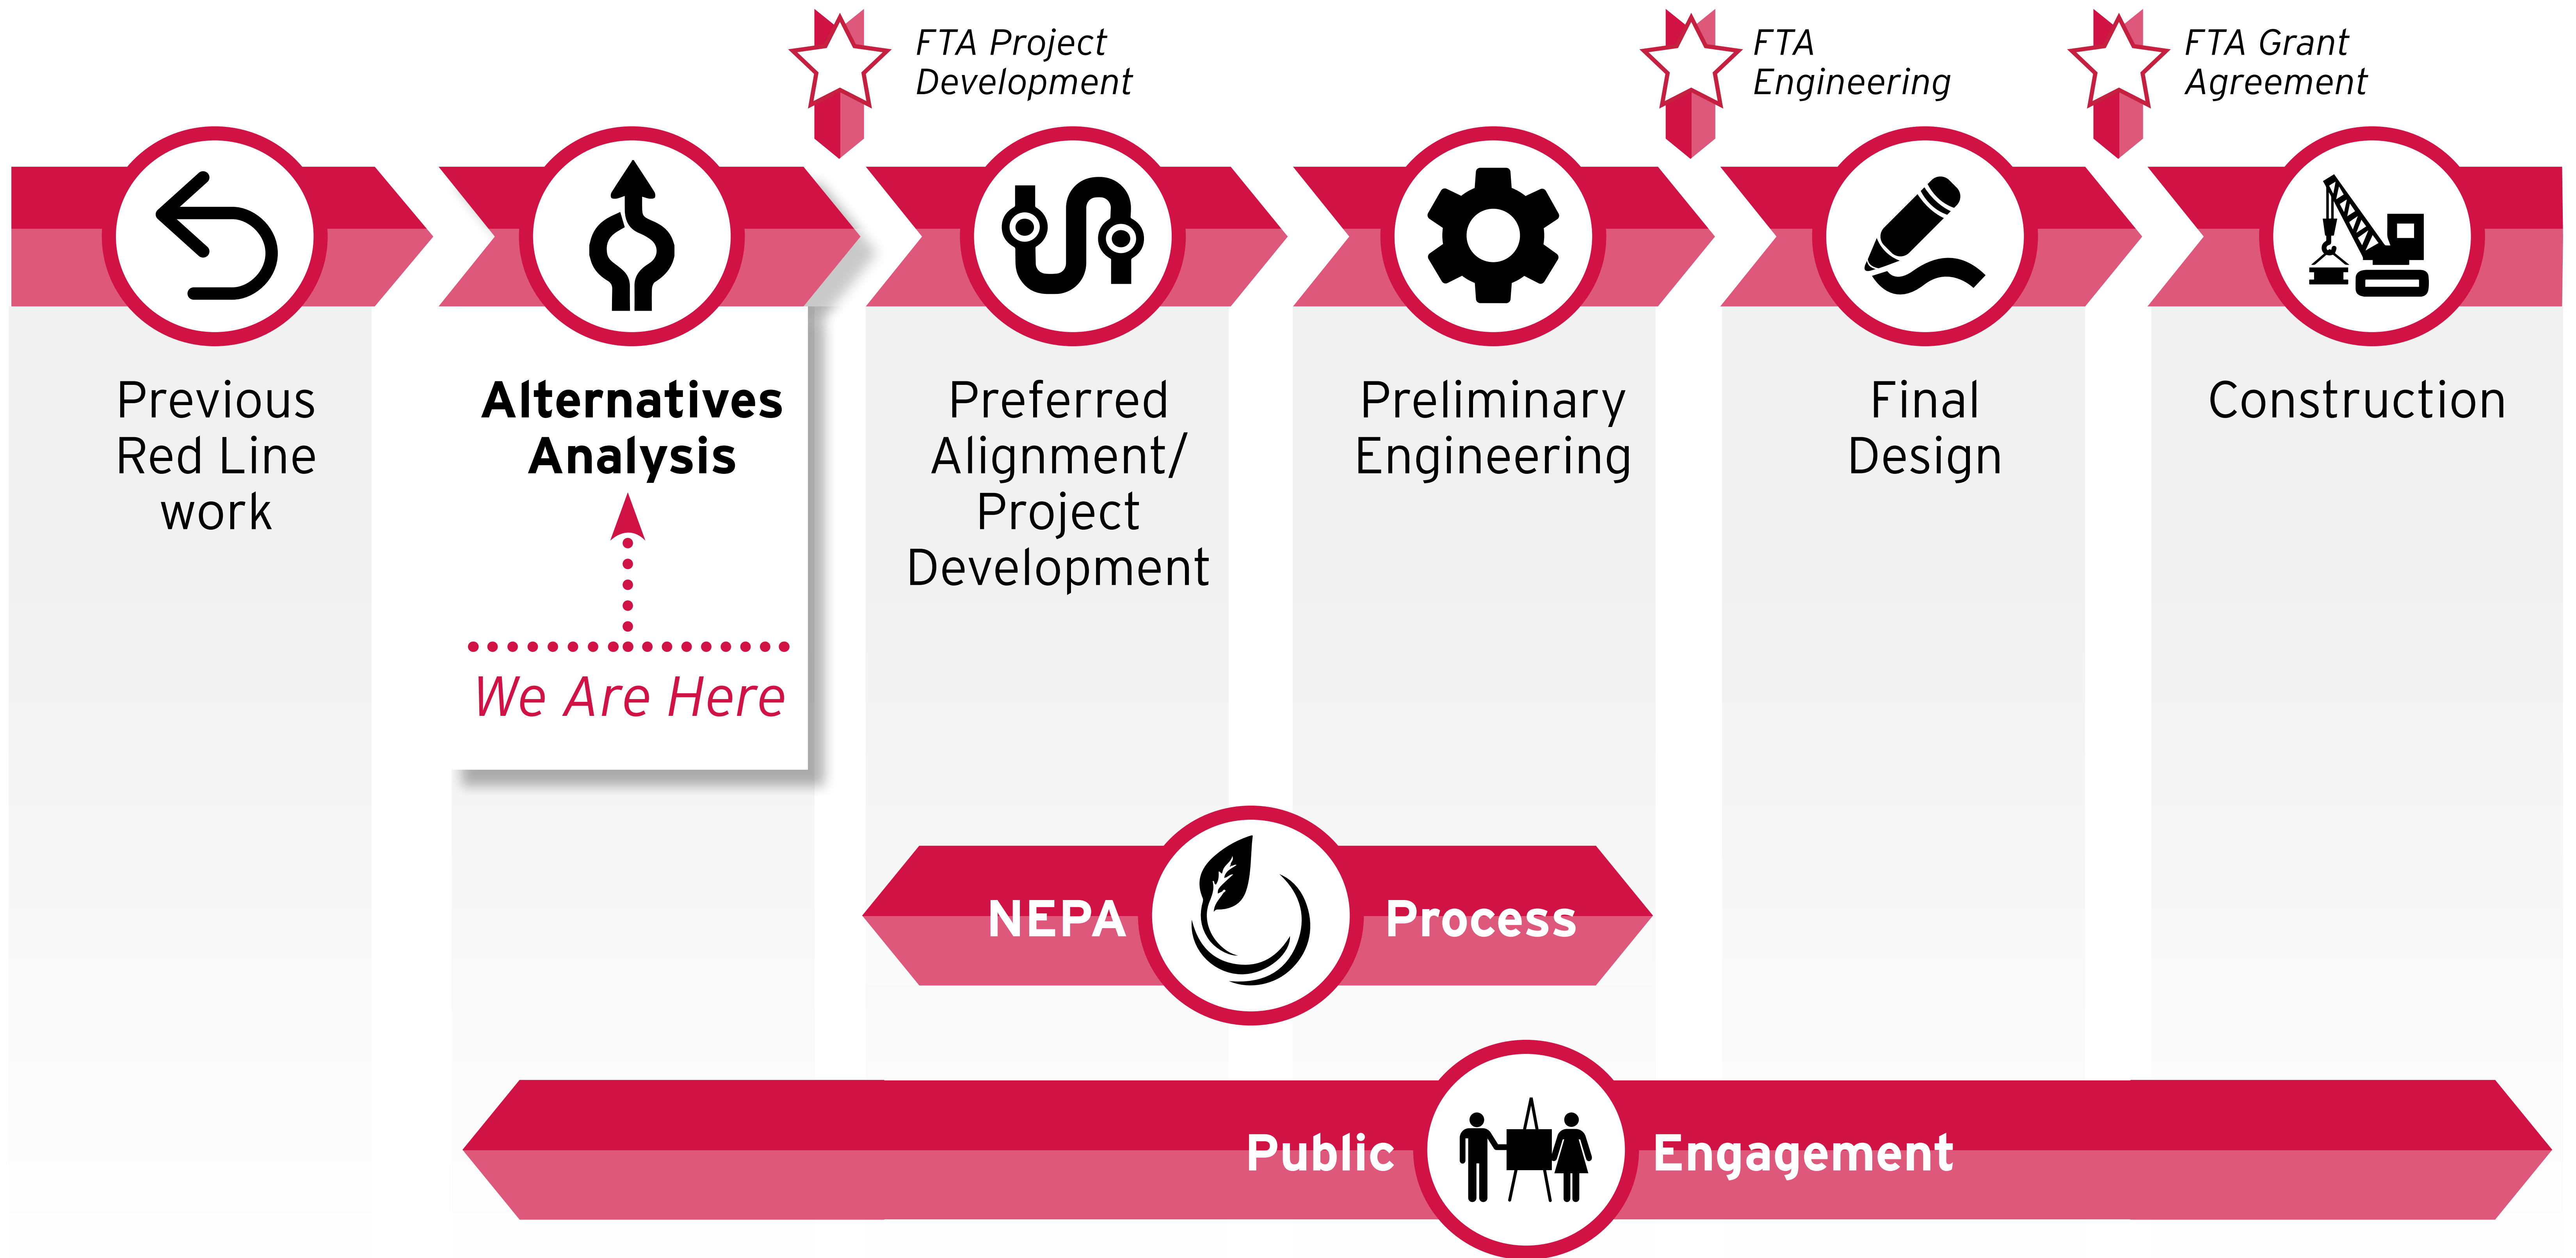 FTA Project
Development
FTA
Engineering
FTA Grant
Agreement
Previous
Red Line
work
Alternatives
Analysis
We Are Here
Preferred
Alignment/
Project
Development
Preliminary
Engineering
Final
Design
Construction
NEPA Process
Public Engagement